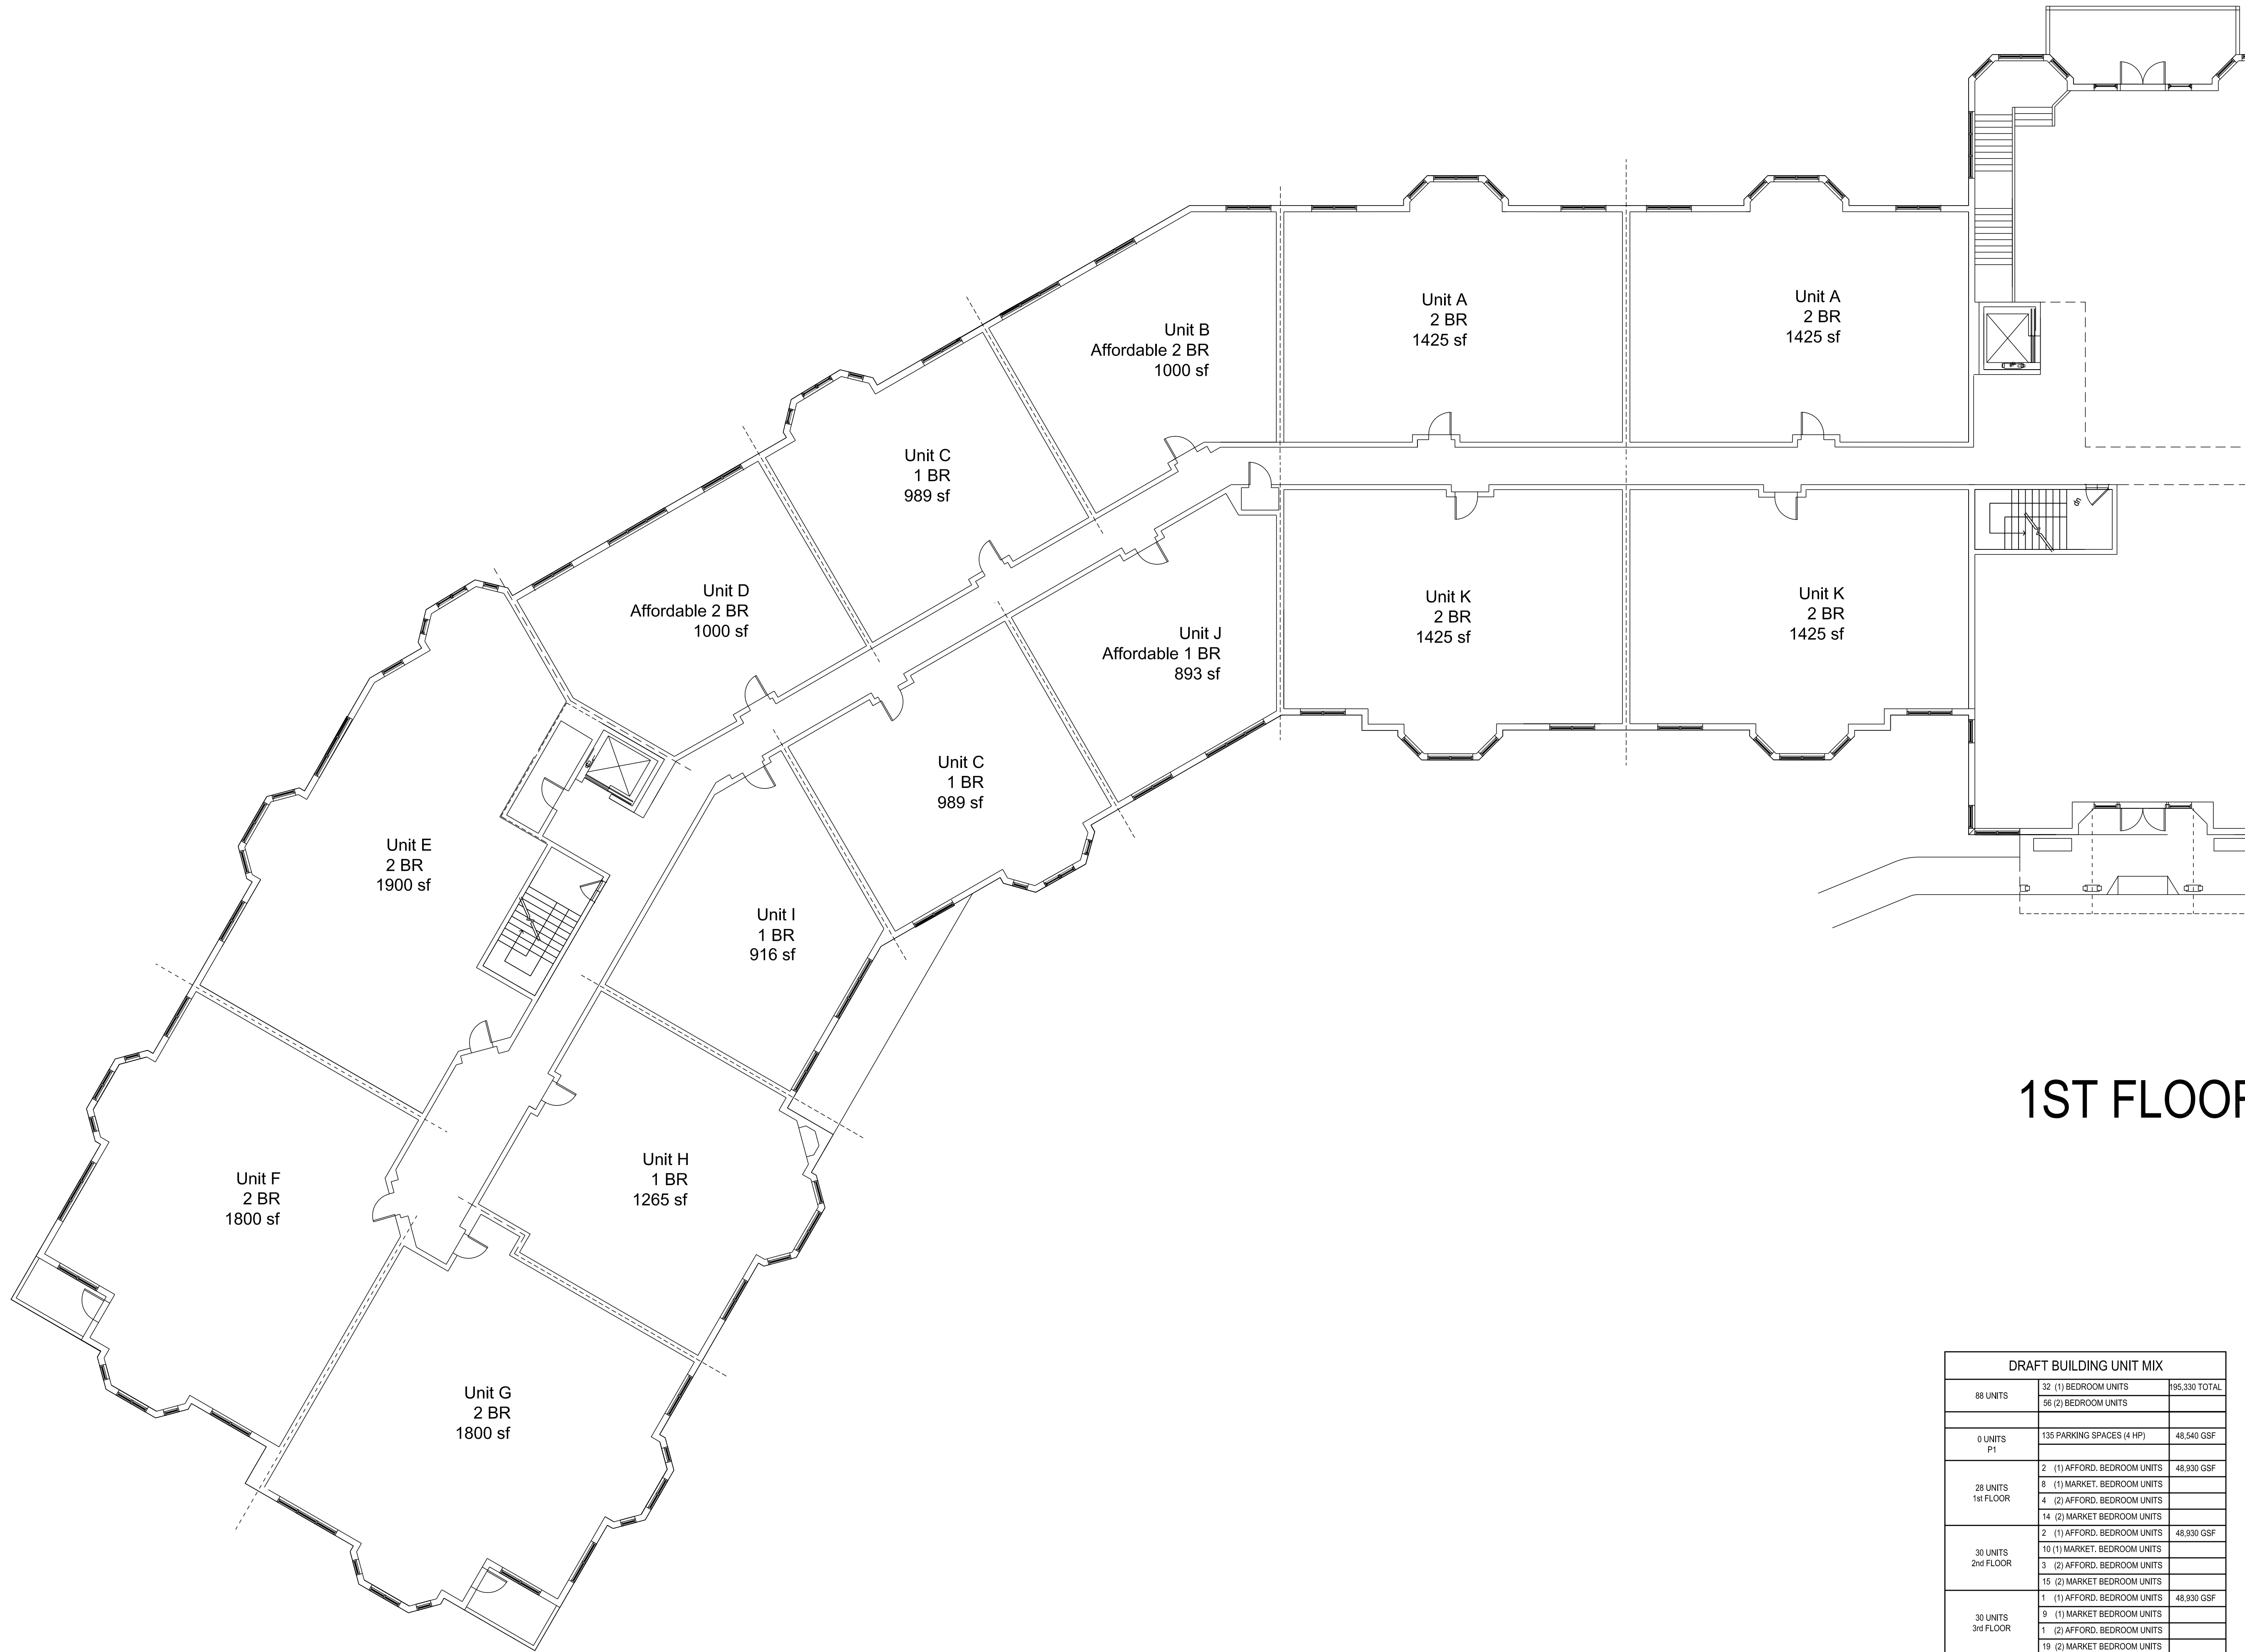 Unit A
2 BR
1425 sf
Unit A
2 BR
1425 sf
Unit B
Affordable 2 BR
1000 sf
Unit C
1 BR
989 sf
Unit D
Affordable 2 BR
1000 sf
Unit J
Affordable 1 BR
893 sf
Unit K
2 BR
1425 sf
Unit K
2 BR
1425 sf
dn
Unit C
1 BR
989 sf
Unit E
2 BR
1900 sf
Unit I
1 BR
916 sf
Unit F
2 BR
1800 sf
Unit H
1 BR
1265 sf
Unit G
2 BR
1800 sf
1ST FLOOR
DRAFT BUILDING UNIT MIX
88 UNITS
32 (1) BEDROOM UNITS 195,330 TOTAL
56 (2) BEDROOM UNITS
0 UNITS
P1
135 PARKING SPACES (4 HP) 48,540 GSF
28 UNITS
1st FLOOR
2 (1) AFFORD. BEDROOM UNITS 48,930 GSF
8 (1) MARKET. BEDROOM UNITS
4 (2) AFFORD. BEDROOM UNITS
14 (2) MARKET BEDROOM UNITS
30 UNITS
2nd FLOOR
2 (1) AFFORD. BEDROOM UNITS 48,930 GSF
10 (1) MARKET. BEDROOM UNITS
3 (2) AFFORD. BEDROOM UNITS
15 (2) MARKET BEDROOM UNITS
30 UNITS
3rd FLOOR
1 (1) AFFORD. BEDROOM UNITS 48,930 GSF
9 (1) MARKET BEDROOM UNITS
1 (2) AFFORD. BEDROOM UNITS
19 (2) MARKET BEDROOM UNITS